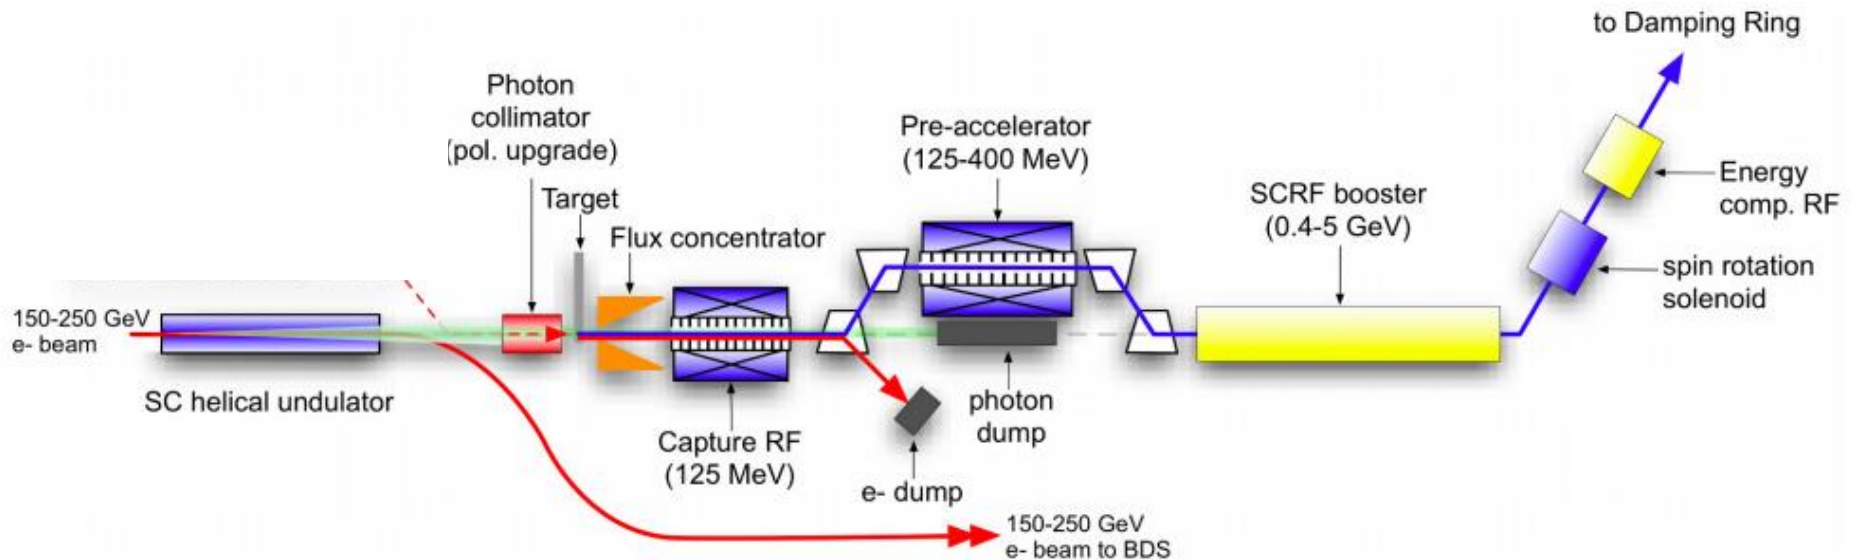 to Damping Ring
Photon
collimator
(pol. upgrade)
Pre-accelerator
(125-400 MeV)
Target
Flux concentrator
SCRF booster
(0.4-5 GeV)
Energy
comp. RF
spin rotation
solenoid
150-250 GeV
e- beam
SC helical undulator
Capture RF
(125 MeV)
photon
dump
e- dump
150-250 GeV
e- beam to BDS